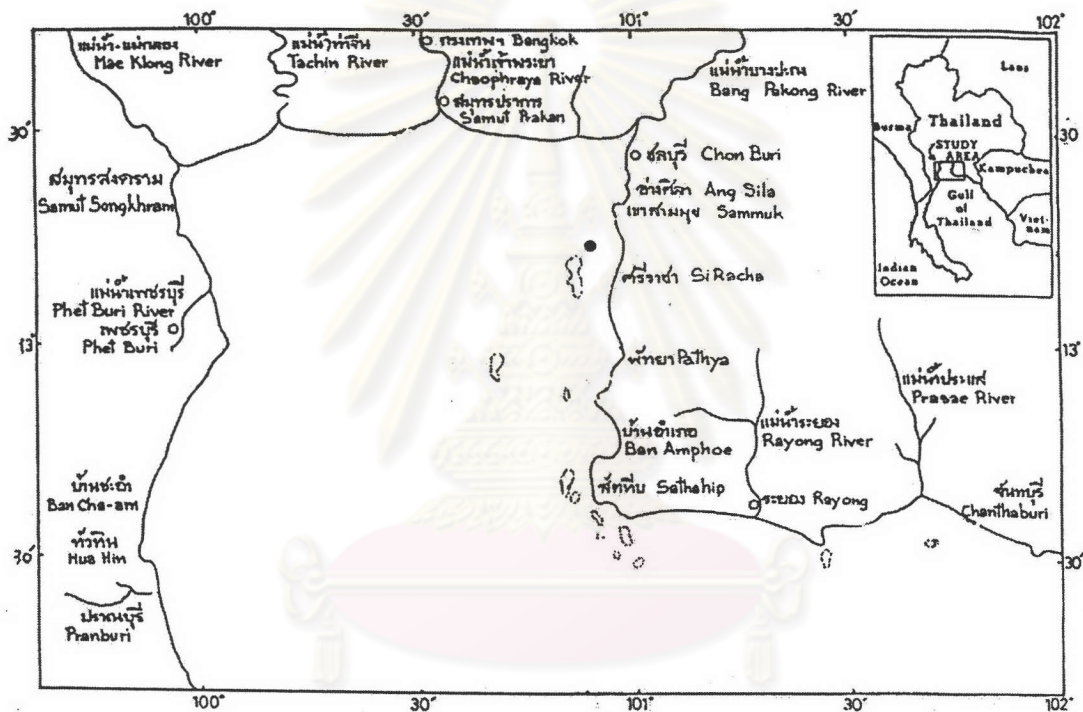 100°
30'
101°
30'
102°
แม่น้ำ-แม่กลอง
Mae Klong River
แม่น้ำท่าจีน
Tachin River
กรุงเทพฯ Bangkok
แม่น้ำเจ้าพระยา
Chaophraya River
สมุทรปราการ
Samut Prakan
แม่น้ำบางปะกง
Bang Pakong River
30'
30'
Laos
Burma
Thailand
STUDY
AREA
Kampuchea
Gulf
of
Thailand
Viet-
nam
Indian
Ocean
ชลบุรี Chon Buri
อ่างศิลา Ang Sila
เขาสามมุข Sammuk
สมุทรสงคราม
Samut Songkhram
ศรีราชา Si Racha
แม่น้ำเพชรบุรี
Phet Buri River
เพชรบุรี
Phet Buri
13°
13°
พัทยา Pathya
แม่น้ำประแส
Prasae River
บ้านอำเภอ
Ban Amphoe
แม่น้ำระยอง
Rayong River
บ้านชะอำ
Ban Cha-am
สัตหีบ Sathahip
ระยอง Rayong
จันทบุรี
Chanthaburi
หัวหิน
Hua Hin
30'
30'
ปราณบุรี
Pranburi
100°
30'
101°
30'
102°